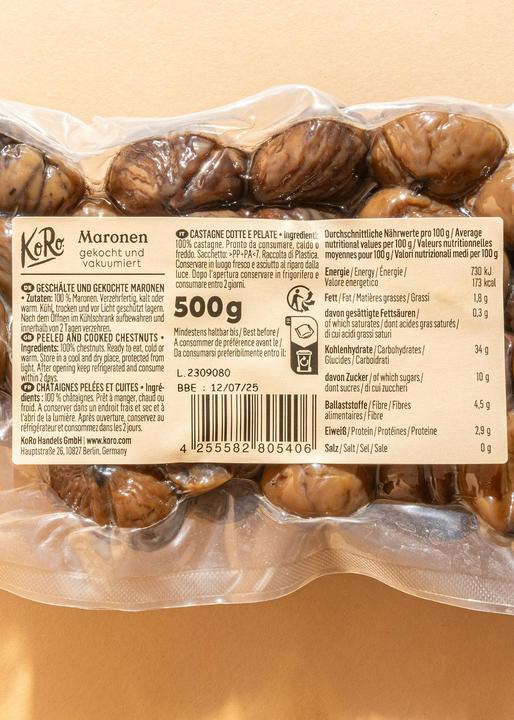 KoRo
Maronen
gekocht und
vakuumiert
DE GESCHÄLTE UND GEKOCHTE MARONEN
• Zutaten: 100 % Maronen. Verzehrfertig, kalt oder
warm. Kühl, trocken und vor Licht geschützt lagern.
Nach dem Öffnen im Kühlschrank aufbewahren und
innerhalb von 2 Tagen verzehren.
GB PEELED AND COOKED CHESTNUTS •
Ingredients: 100% chestnuts. Ready to eat, cold or
warm. Store in a cool and dry place, protected from
light. After opening keep refrigerated and consume
within 2 days.
FR CHÂTAIGNES PELÉES ET CUITES • Ingré-
dients: 100 % châtaignes. Prêt à manger, chaud ou
froid. A conserver dans un endroit frais et sec et à
l'abri de la lumière. Après ouverture, conservez au
réfrigérateur et consommez dans les 2 jours.
KoRo Handels GmbH | www.koro.com
Hauptstraße 26, 10827 Berlin, Germany
IT CASTAGNE COTTE E PELATE • Ingredienti:
100% castagne. Pronto da consumare, caldo o
freddo. Sacchetto: >PP+PA<7. Raccolta di Plastica.
Conservare in luogo fresco e asciutto al riparo dalla
luce. Dopo l'apertura conservare in frigorifero e
consumare entro 2 giorni.
500g
Mindestens haltbar bis / Best before /
A consommer de préférence avant le /
Da consumarsi preferibilmente entro il:
L.2309080
BBE : 12/07/25
4 255582 805406
Durchschnittliche Nährwerte pro 100 g / Average
nutritional values per 100 g / Valeurs nutritionnelles
moyennes pour 100 g / Valori nutrizionali medi per 100 g
Energie / Energy / Énergie / 730 kJ
Valore energetico 173 kcal
Fett / Fat / Matières grasses / Grassi 1,8 g
davon gesättigte Fettsäuren / 0,3 g
of which saturates / dont acides gras saturés /
di cui acidi grassi saturi
Kohlenhydrate / Carbohydrates / 34 g
Glucides / Carboidrati
davon Zucker / of which sugars / 10 g
dont sucres / di cui zuccheri
Ballaststoffe / Fibre / Fibres 4,5 g
alimentaires / Fibre
Eiweiß / Protein / Protéines / Proteine 2,9 g
Salz / Salt / Sel / Sale 0 g